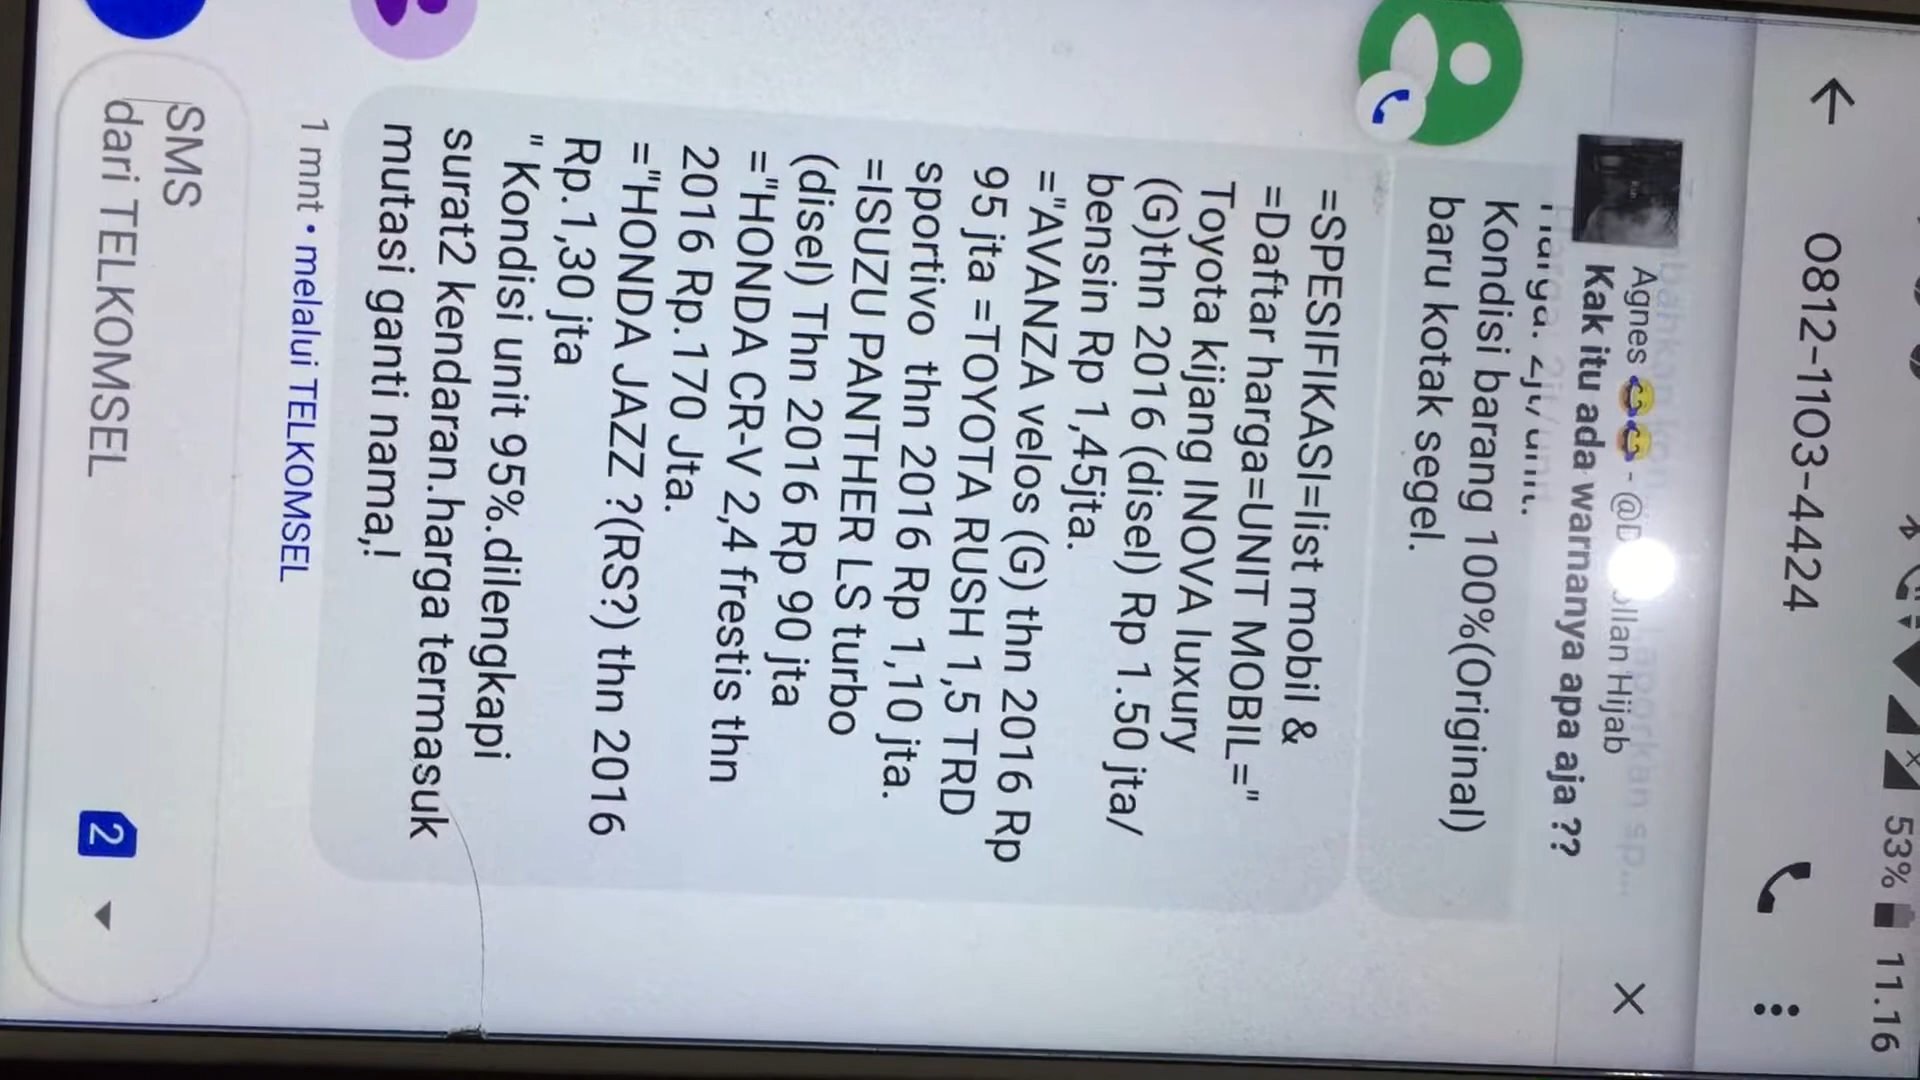 53% 11.16
0812-1103-4424
Agnes - @D ollan Hijab
Kak itu ada warnanya apa aja ??
Harga. 2jt/unit.
Kondisi barang 100%(Original)
baru kotak segel.
=SPESIFIKASI=list mobil &
=Daftar harga=UNIT MOBIL="
Toyota kijang INOVA luxury
(G)thn 2016 (disel) Rp 1.50 jta/
bensin Rp 1,45jta.
="AVANZA velos (G) thn 2016 Rp
95 jta =TOYOTA RUSH 1,5 TRD
sportivo thn 2016 Rp 1,10 jta.
=ISUZU PANTHER LS turbo
(disel) Thn 2016 Rp 90 jta
="HONDA CR-V 2,4 frestis thn
2016 Rp.170 Jta.
="HONDA JAZZ ?(RS?) thn 2016
Rp.1,30 jta
" Kondisi unit 95%.dilengkapi
surat2 kendaran.harga termasuk
mutasi ganti nama,!
1 mnt • melalui TELKOMSEL
SMS
dari TELKOMSEL
2